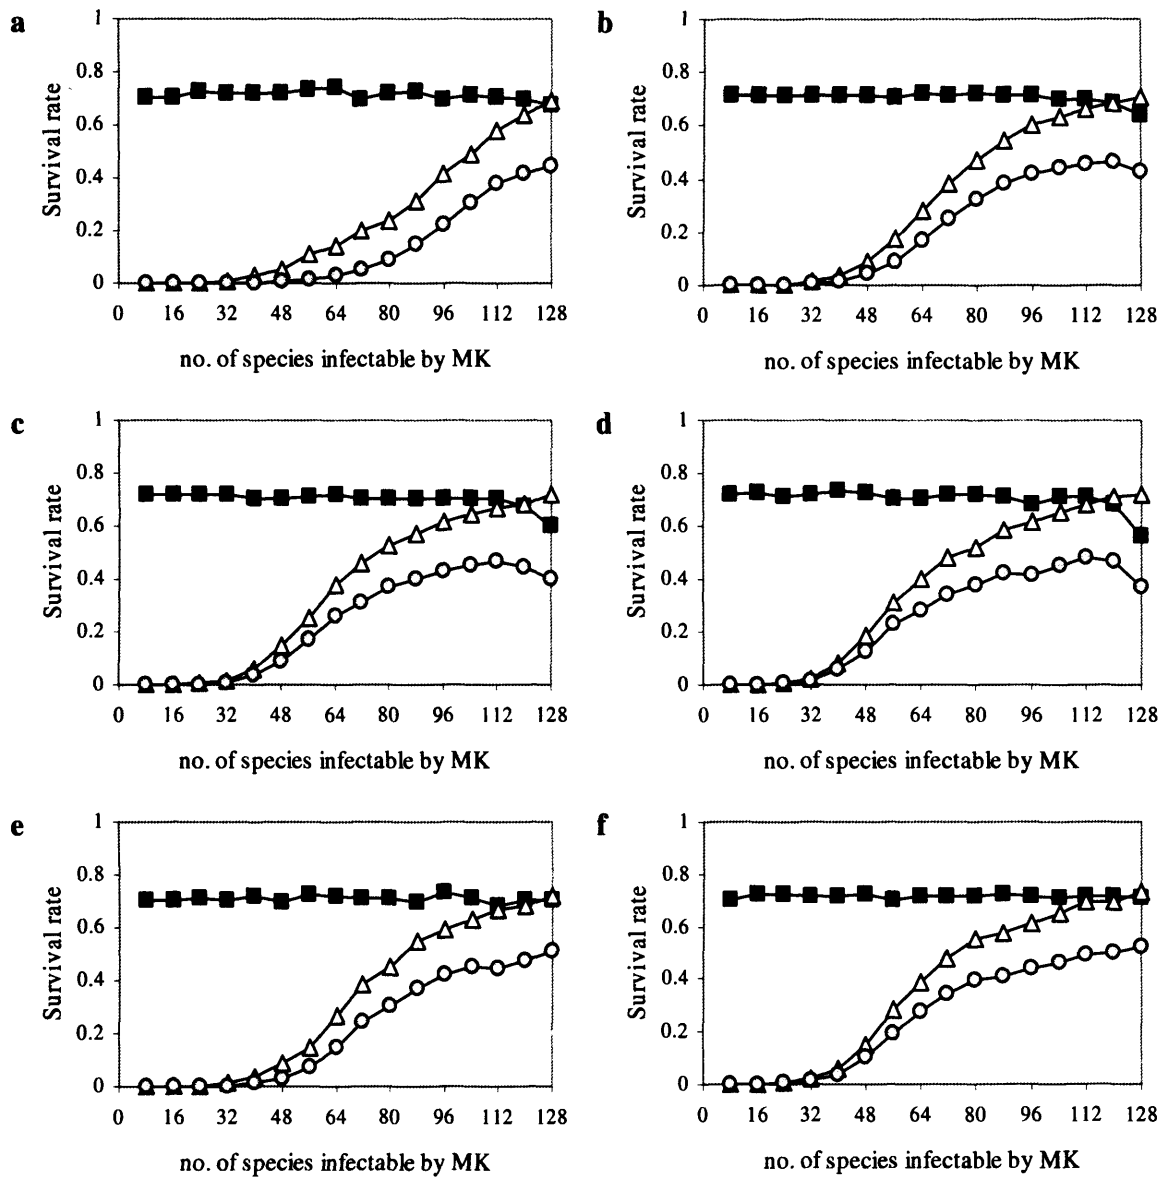 a
1
0.8
0.6
0.4
0.2
0
Survival rate
0 16 32 48 64 80 96 112 128
no. of species infectable by MK
b
1
0.8
0.6
0.4
0.2
0
Survival rate
0 16 32 48 64 80 96 112 128
no. of species infectable by MK
c
1
0.8
0.6
0.4
0.2
0
Survival rate
0 16 32 48 64 80 96 112 128
no. of species infectable by MK
d
1
0.8
0.6
0.4
0.2
0
Survival rate
0 16 32 48 64 80 96 112 128
no. of species infectable by MK
e
1
0.8
0.6
0.4
0.2
0
Survival rate
0 16 32 48 64 80 96 112 128
no. of species infectable by MK
f
1
0.8
0.6
0.4
0.2
0
Survival rate
0 16 32 48 64 80 96 112 128
no. of species infectable by MK